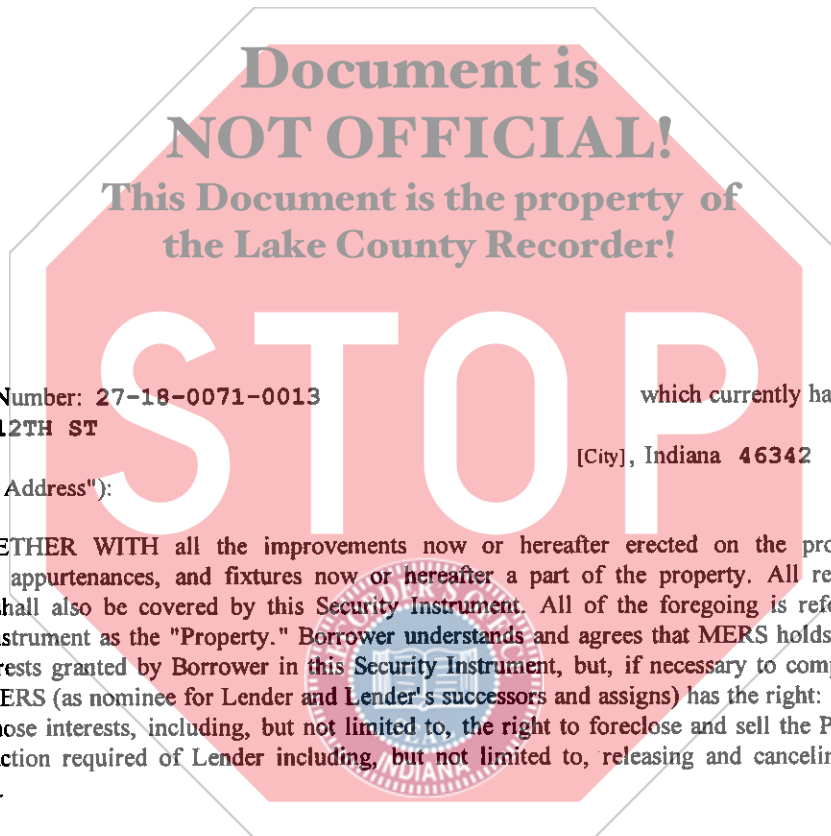 Document is
NOT OFFICIAL!
This Document is the property of
the Lake County Recorder!
STOP
Number: 27-18-0071-0013 which currently ha
12TH ST
[City], Indiana 46342
Address"):
ETHER WITH all the improvements now or hereafter erected on the pro
appurtenances, and fixtures now or hereafter a part of the property. All re
shall also be covered by this Security Instrument. All of the foregoing is refe
strument as the "Property." Borrower understands and agrees that MERS holds
rests granted by Borrower in this Security Instrument, but, if necessary to comp
ERS (as nominee for Lender and Lender's successors and assigns) has the right:
ose interests, including, but not limited to, the right to foreclose and sell the P
ction required of Lender including, but not limited to, releasing and cancelin
INDIANA